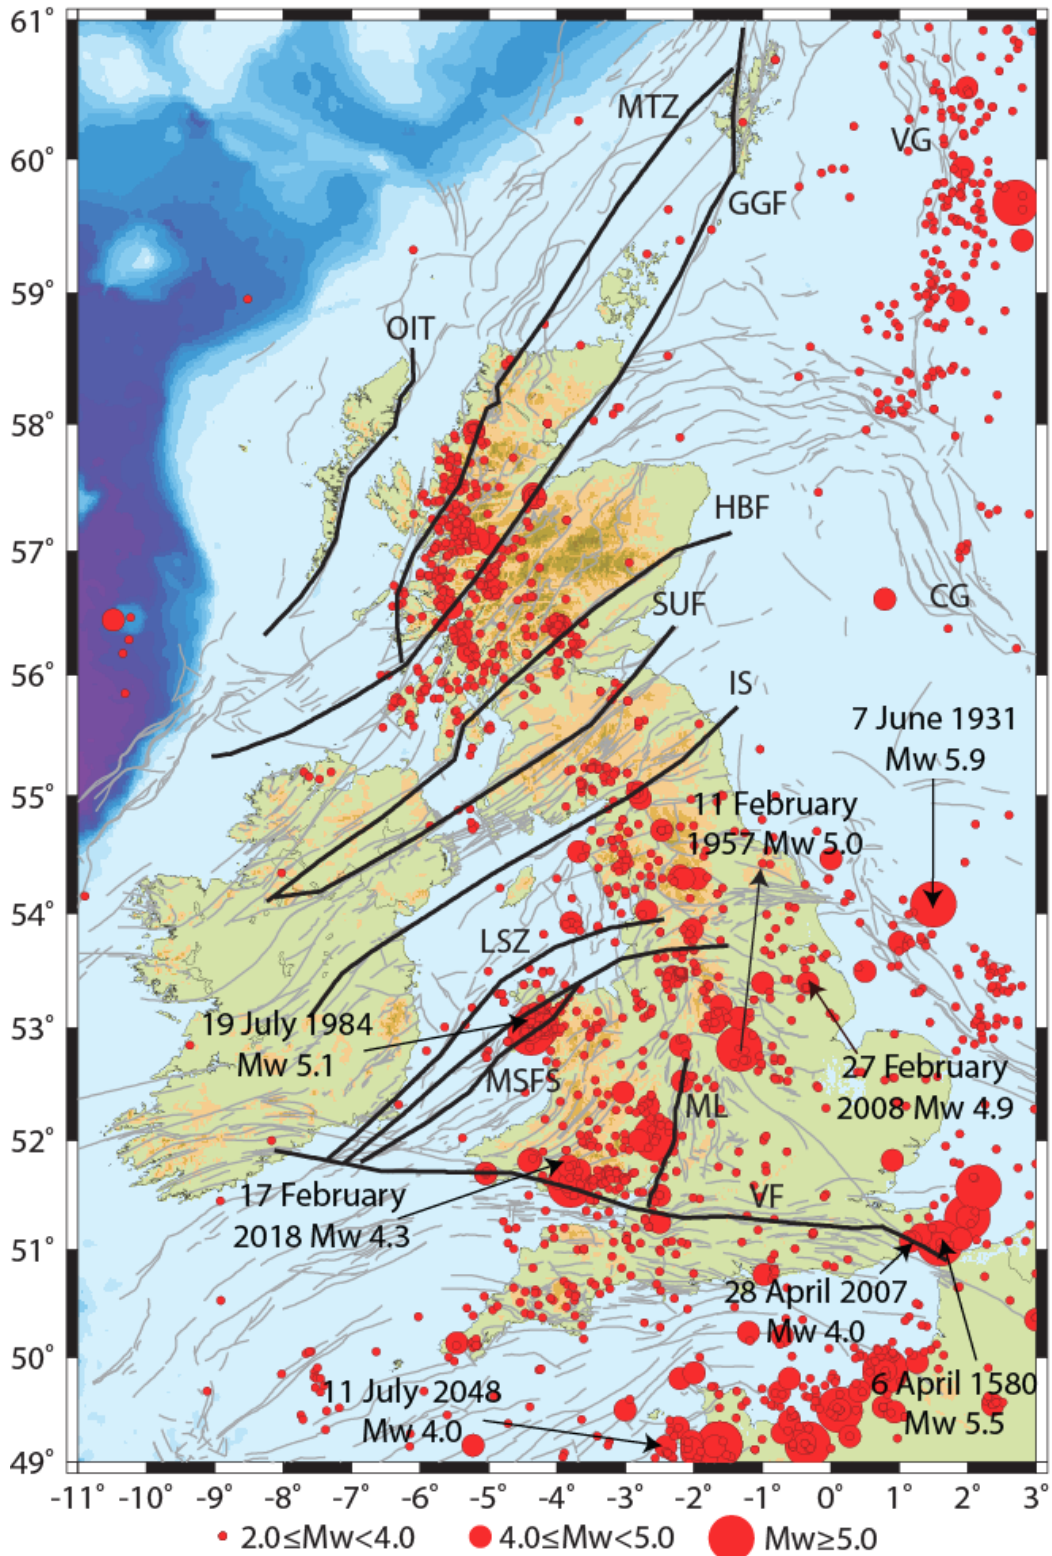 61°
60°
59°
58°
57°
56°
55°
54°
53°
52°
51°
50°
49°
MTZ
VG
GGF
OIT
HBF
CG
SUF
IS
7 June 1931
Mw 5.9
11 February
1957 Mw 5.0
LSZ
19 July 1984
Mw 5.1
MSFS
27 February
2008 Mw 4.9
ML
17 February
2018 Mw 4.3
VF
28 April 2007
Mw 4.0
11 July 2048
Mw 4.0
6 April 1580
Mw 5.5
-11° -10° -9° -8° -7° -6° -5° -4° -3° -2° -1° 0° 1° 2° 3°
2.0≤Mw<4.0 4.0≤Mw<5.0 Mw≥5.0